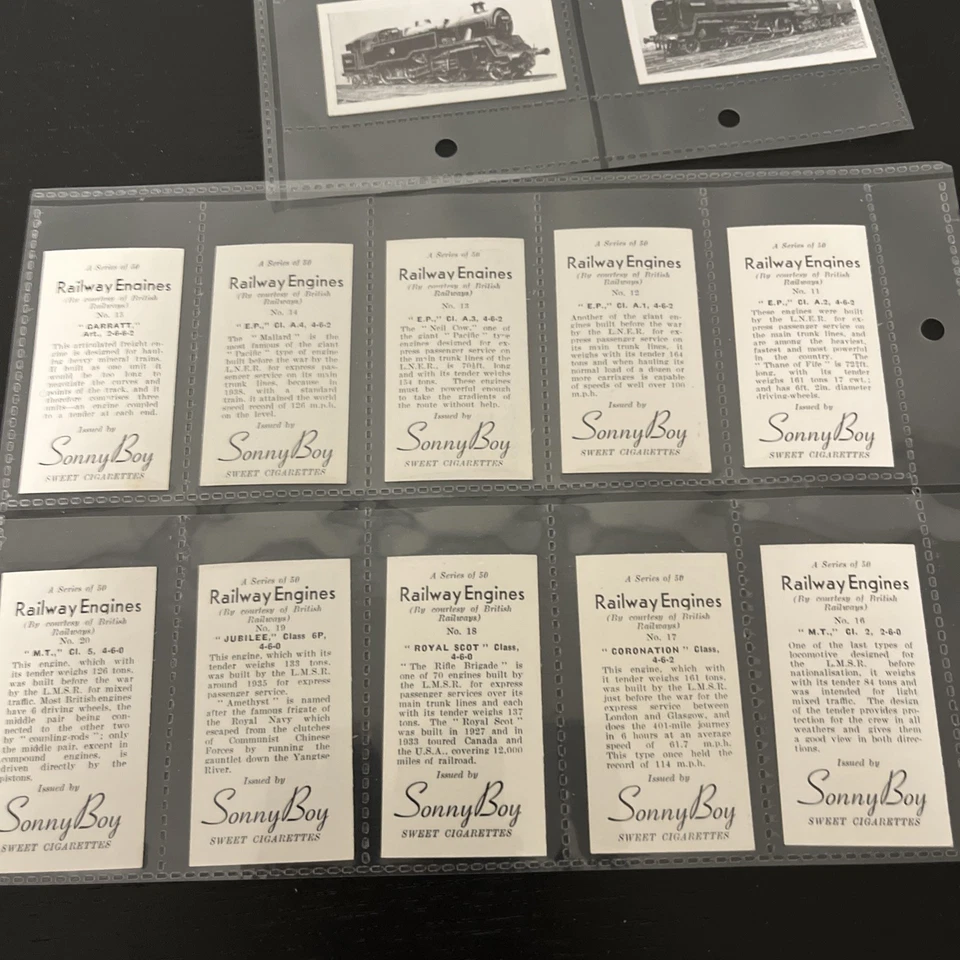 A Series of 50
Railway Engines
(By courtesy of British
Railways)
No. 15
"GARRATT,"
Art., 2-6-6-2
This articulated freight en-
gine is designed for haul-
ing heavy mineral trains.
If built as one unit it
would be too long to
negotiate the curves and
points of the track, and it
therefore comprises three
units—an engine coupled
to a tender at each end.
Issued by
Sonny Boy
SWEET CIGARETTES
A Series of 50
Railway Engines
(By courtesy of British
Railways)
No. 14
"E.P.," Cl. A.4, 4-6-2
The "Mallard" is the
most famous of the giant
"Pacific" type of engine
built before the war by the
L.N.E.R. for express pas-
senger service on its main
trunk lines, because in
1938, with a standard
train, it attained the world
speed record of 126 m.p.h.
on the level.
Issued by
Sonny Boy
SWEET CIGARETTES
A Series of 50
Railway Engines
(By courtesy of British
Railways)
No. 13
"E.P.," Cl. A.3, 4-6-2
The "Neil Gow," one of
the giant "Pacific" type
engines designed for ex-
press passenger service on
the main trunk lines of the
L.N.E.R., is 70½ft. long
and with its tender weighs
154 tons. These engines
must be powerful enough
to take the gradients of
the route without help.
Issued by
Sonny Boy
SWEET CIGARETTES
A Series of 50
Railway Engines
(By courtesy of British
Railways)
No. 12
"E.P.," Cl. A.1, 4-6-2
Another of the giant en-
gines built before the war
by the L.N.E.R. for ex-
press passenger service on
its main trunk lines, it
weighs with its tender 164
tons and when hauling its
normal load of a dozen or
more carriages is capable
of speeds of well over 100
m.p.h.
Issued by
Sonny Boy
SWEET CIGARETTES
A Series of 50
Railway Engines
(By courtesy of British
Railways)
No. 11
"E.P.," Cl. A.2, 4-6-2
These engines were built
by the L.N.E.R. for ex-
press passenger service on
the main trunk lines, and
are among the heaviest,
fastest and most powerful
in the country. The
"Thane of Fife" is 72½ft.
long, with its tender
weighs 161 tons 17 cwt.;
and has 6ft. 2in. diameter
driving-wheels.
Issued by
Sonny Boy
SWEET CIGARETTES
A Series of 50
Railway Engines
(By courtesy of British
Railways)
No. 20
"M.T.," Cl. 5, 4-6-0
This engine, which with
its tender weighs 126 tons,
was built before the war
by the L.M.S.R. for mixed
traffic. Most British engines
have 6 driving wheels, the
middle pair being con-
nected to the other two
by "coupling-rods"; only
the middle pair, except in
compound engines, is
driven directly by the
pistons.
Issued by
Sonny Boy
SWEET CIGARETTES
A Series of 50
Railway Engines
(By courtesy of British
Railways)
No. 19
"JUBILEE," Class 6P,
4-6-0
This engine, which with
tender weighs 133 tons,
was built by the L.M.S.R.
around 1935 for express
passenger service.
"Amethyst" is named
after the famous frigate of
the Royal Navy which
escaped from the clutches
of Communist Chinese
Forces by running the
gauntlet down the Yangtse
River.
Issued by
Sonny Boy
SWEET CIGARETTES
A Series of 50
Railway Engines
(By courtesy of British
Railways)
No. 18
"ROYAL SCOT" Class,
4-6-0
"The Rifle Brigade" is
one of 70 engines built by
the L.M.S.R. for express
passenger services over its
main trunk lines and each
with its tender weighs 137
tons. The "Royal Scot"
was built in 1927 and in
1933 toured Canada and
the U.S.A., covering 12,000
miles of railroad.
Issued by
Sonny Boy
SWEET CIGARETTES
A Series of 50
Railway Engines
(By courtesy of British
Railways)
No. 17
"CORONATION" Class,
4-6-2
This engine, which with
its tender weighs 161 tons,
was built by the L.M.S.R.
just before the war for the
express service between
London and Glasgow, and
does the 401-mile journey
in 6 hours at an average
speed of 61.7 m.p.h.
This type once held the
record of 114 m.p.h.
Issued by
Sonny Boy
SWEET CIGARETTES
A Series of 50
Railway Engines
(By courtesy of British
Railways)
No. 16
"M.T.," Cl. 2, 2-6-0
One of the last types of
locomotive designed for
the L.M.S.R. before
nationalisation, it weighs
with its tender 84 tons and
was intended for light
mixed traffic. The design
of the tender provides pro-
tection for the crew in all
weathers and gives them
a good view in both direc-
tions.
Issued by
Sonny Boy
SWEET CIGARETTES